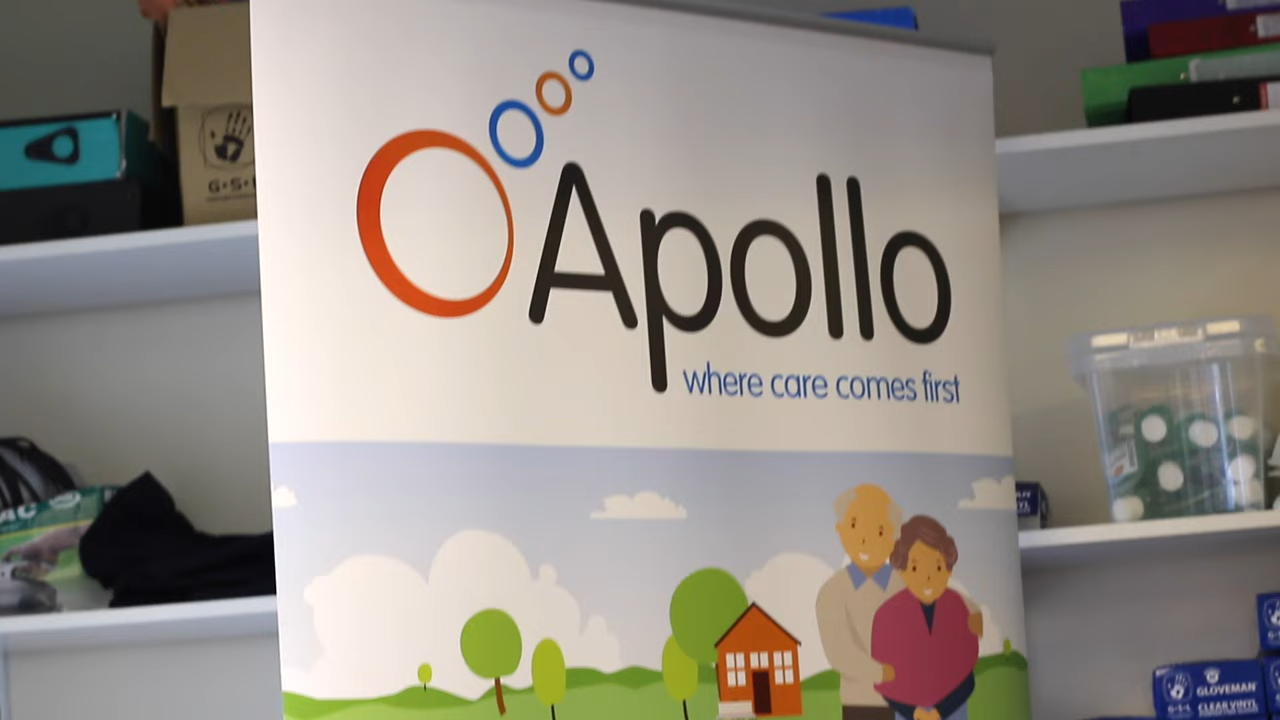 Apollo
where care comes first
G·S·L
GLOVEMAN
CLEAR VINYL